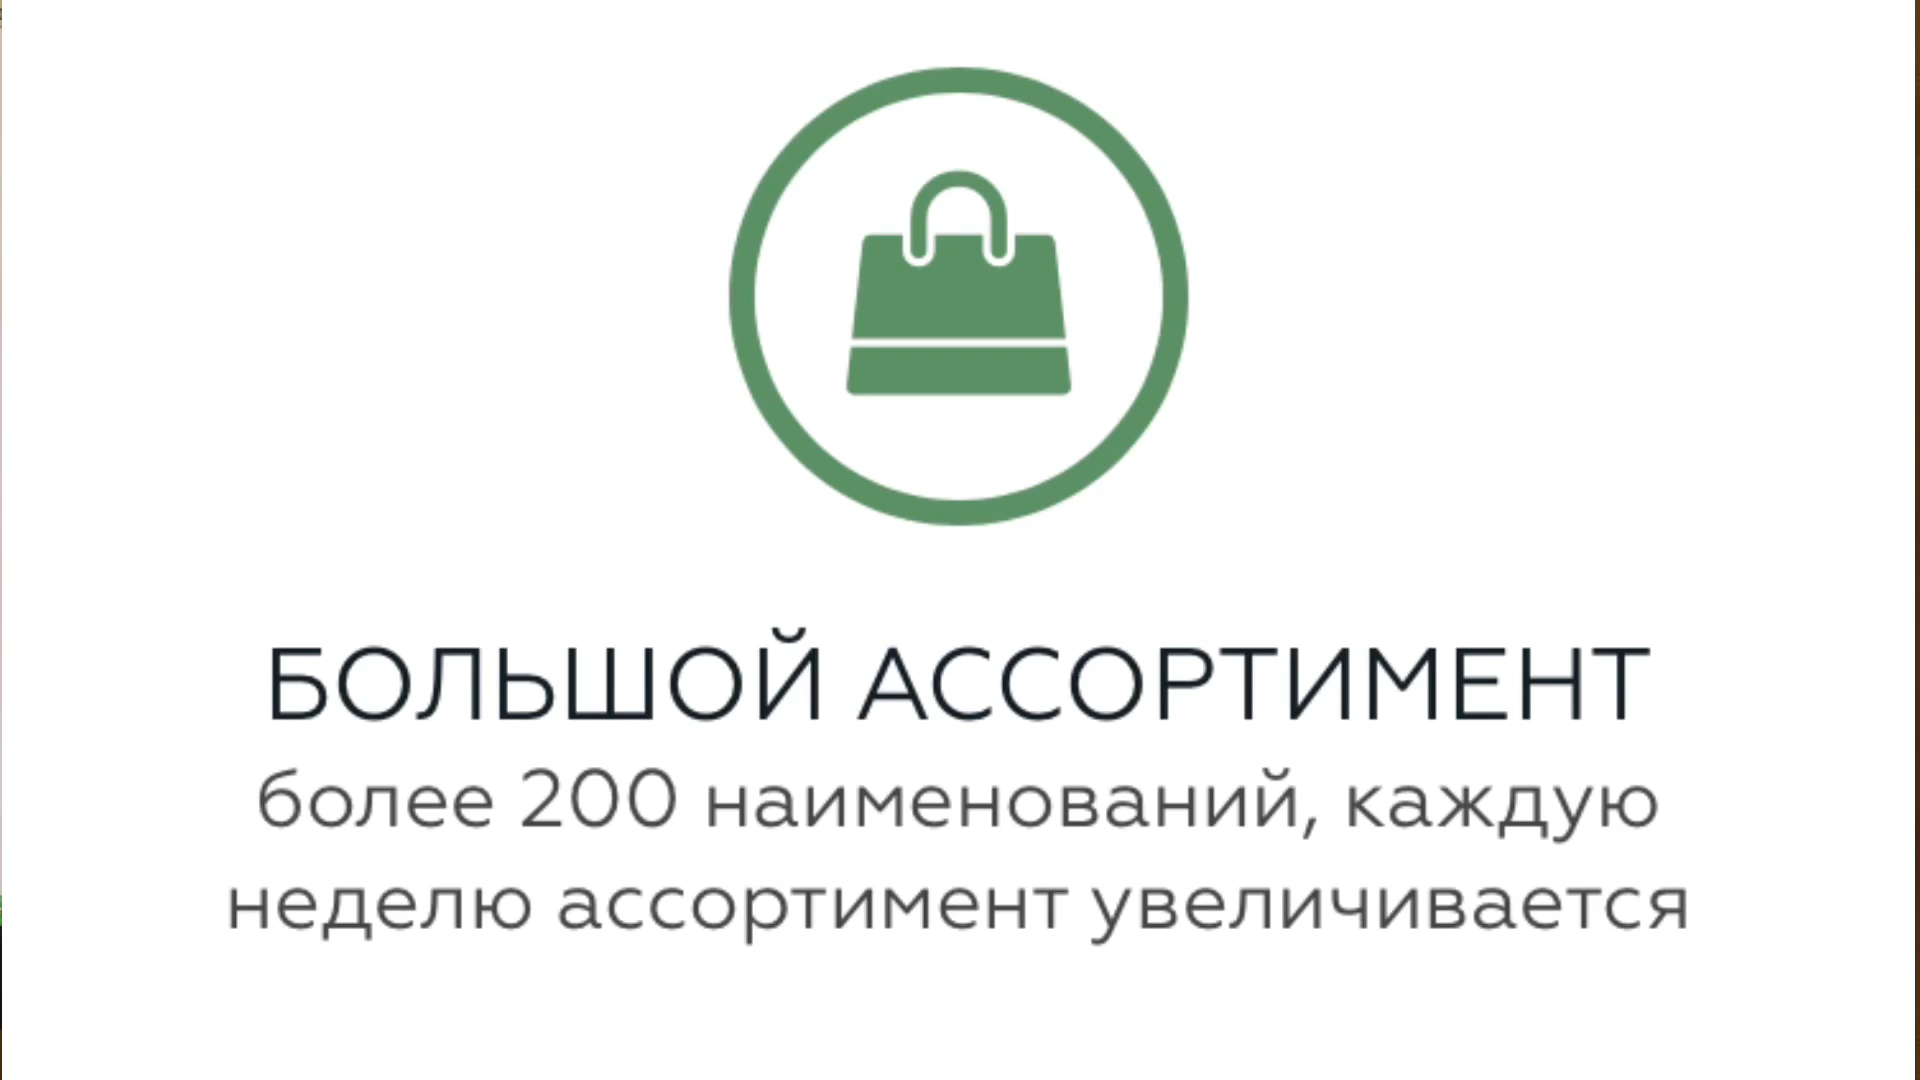 БОЛЬШОЙ АССОРТИМЕНТ
более 200 наименований, каждую
неделю ассортимент увеличивается